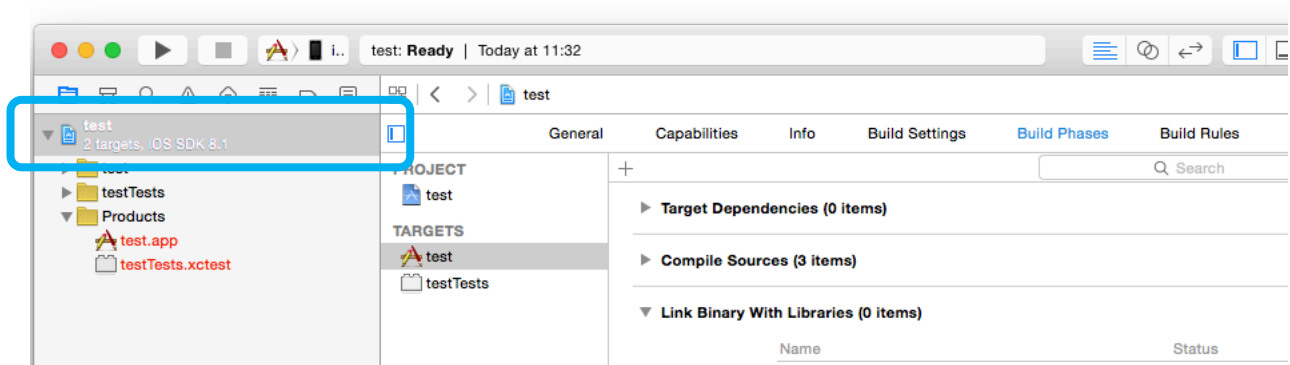 i.. test: Ready | Today at 11:32
test
test
2 targets, iOS SDK 8.1
General Capabilities Info Build Settings Build Phases Build Rules
test
testTests
Products
test.app
testTests.xctest
PROJECT
test
TARGETS
test
testTests
Search
Target Dependencies (0 items)
Compile Sources (3 items)
Link Binary With Libraries (0 items)
Name Status